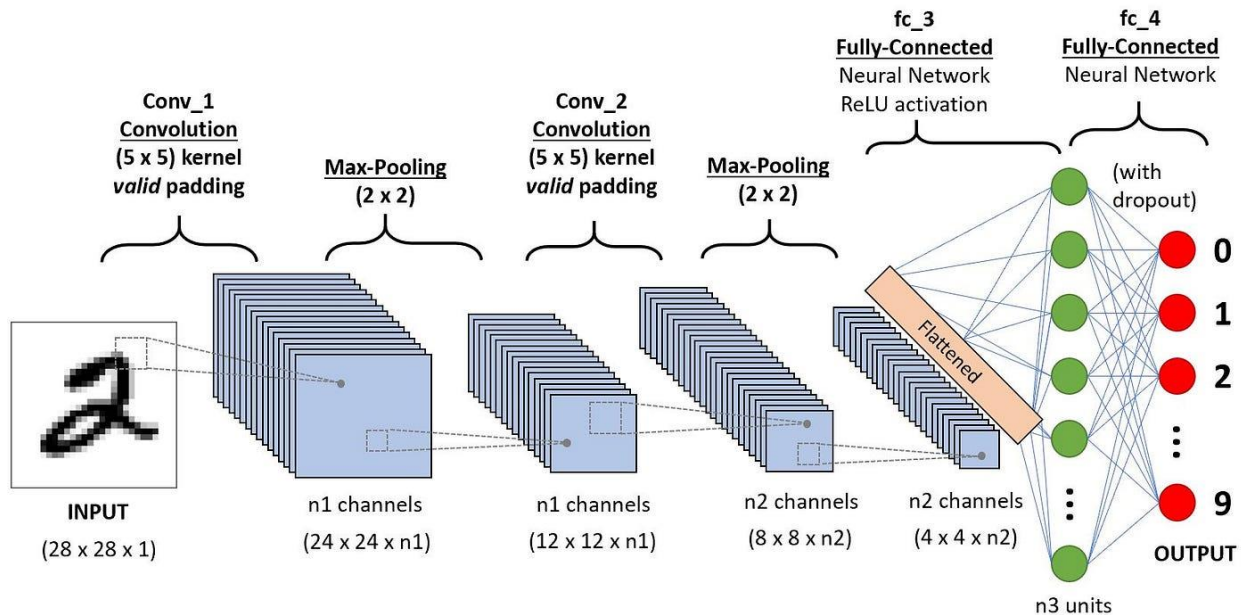 Conv_1
Convolution
(5 x 5) kernel
valid padding
Max-Pooling
(2 x 2)
Conv_2
Convolution
(5 x 5) kernel
valid padding
Max-Pooling
(2 x 2)
fc_3
Fully-Connected
Neural Network
ReLU activation
fc_4
Fully-Connected
Neural Network
(with
dropout)
Flattened
0
1
2
9
OUTPUT
2
INPUT
(28 x 28 x 1)
n1 channels
(24 x 24 x n1)
n1 channels
(12 x 12 x n1)
n2 channels
(8 x 8 x n2)
n2 channels
(4 x 4 x n2)
n3 units